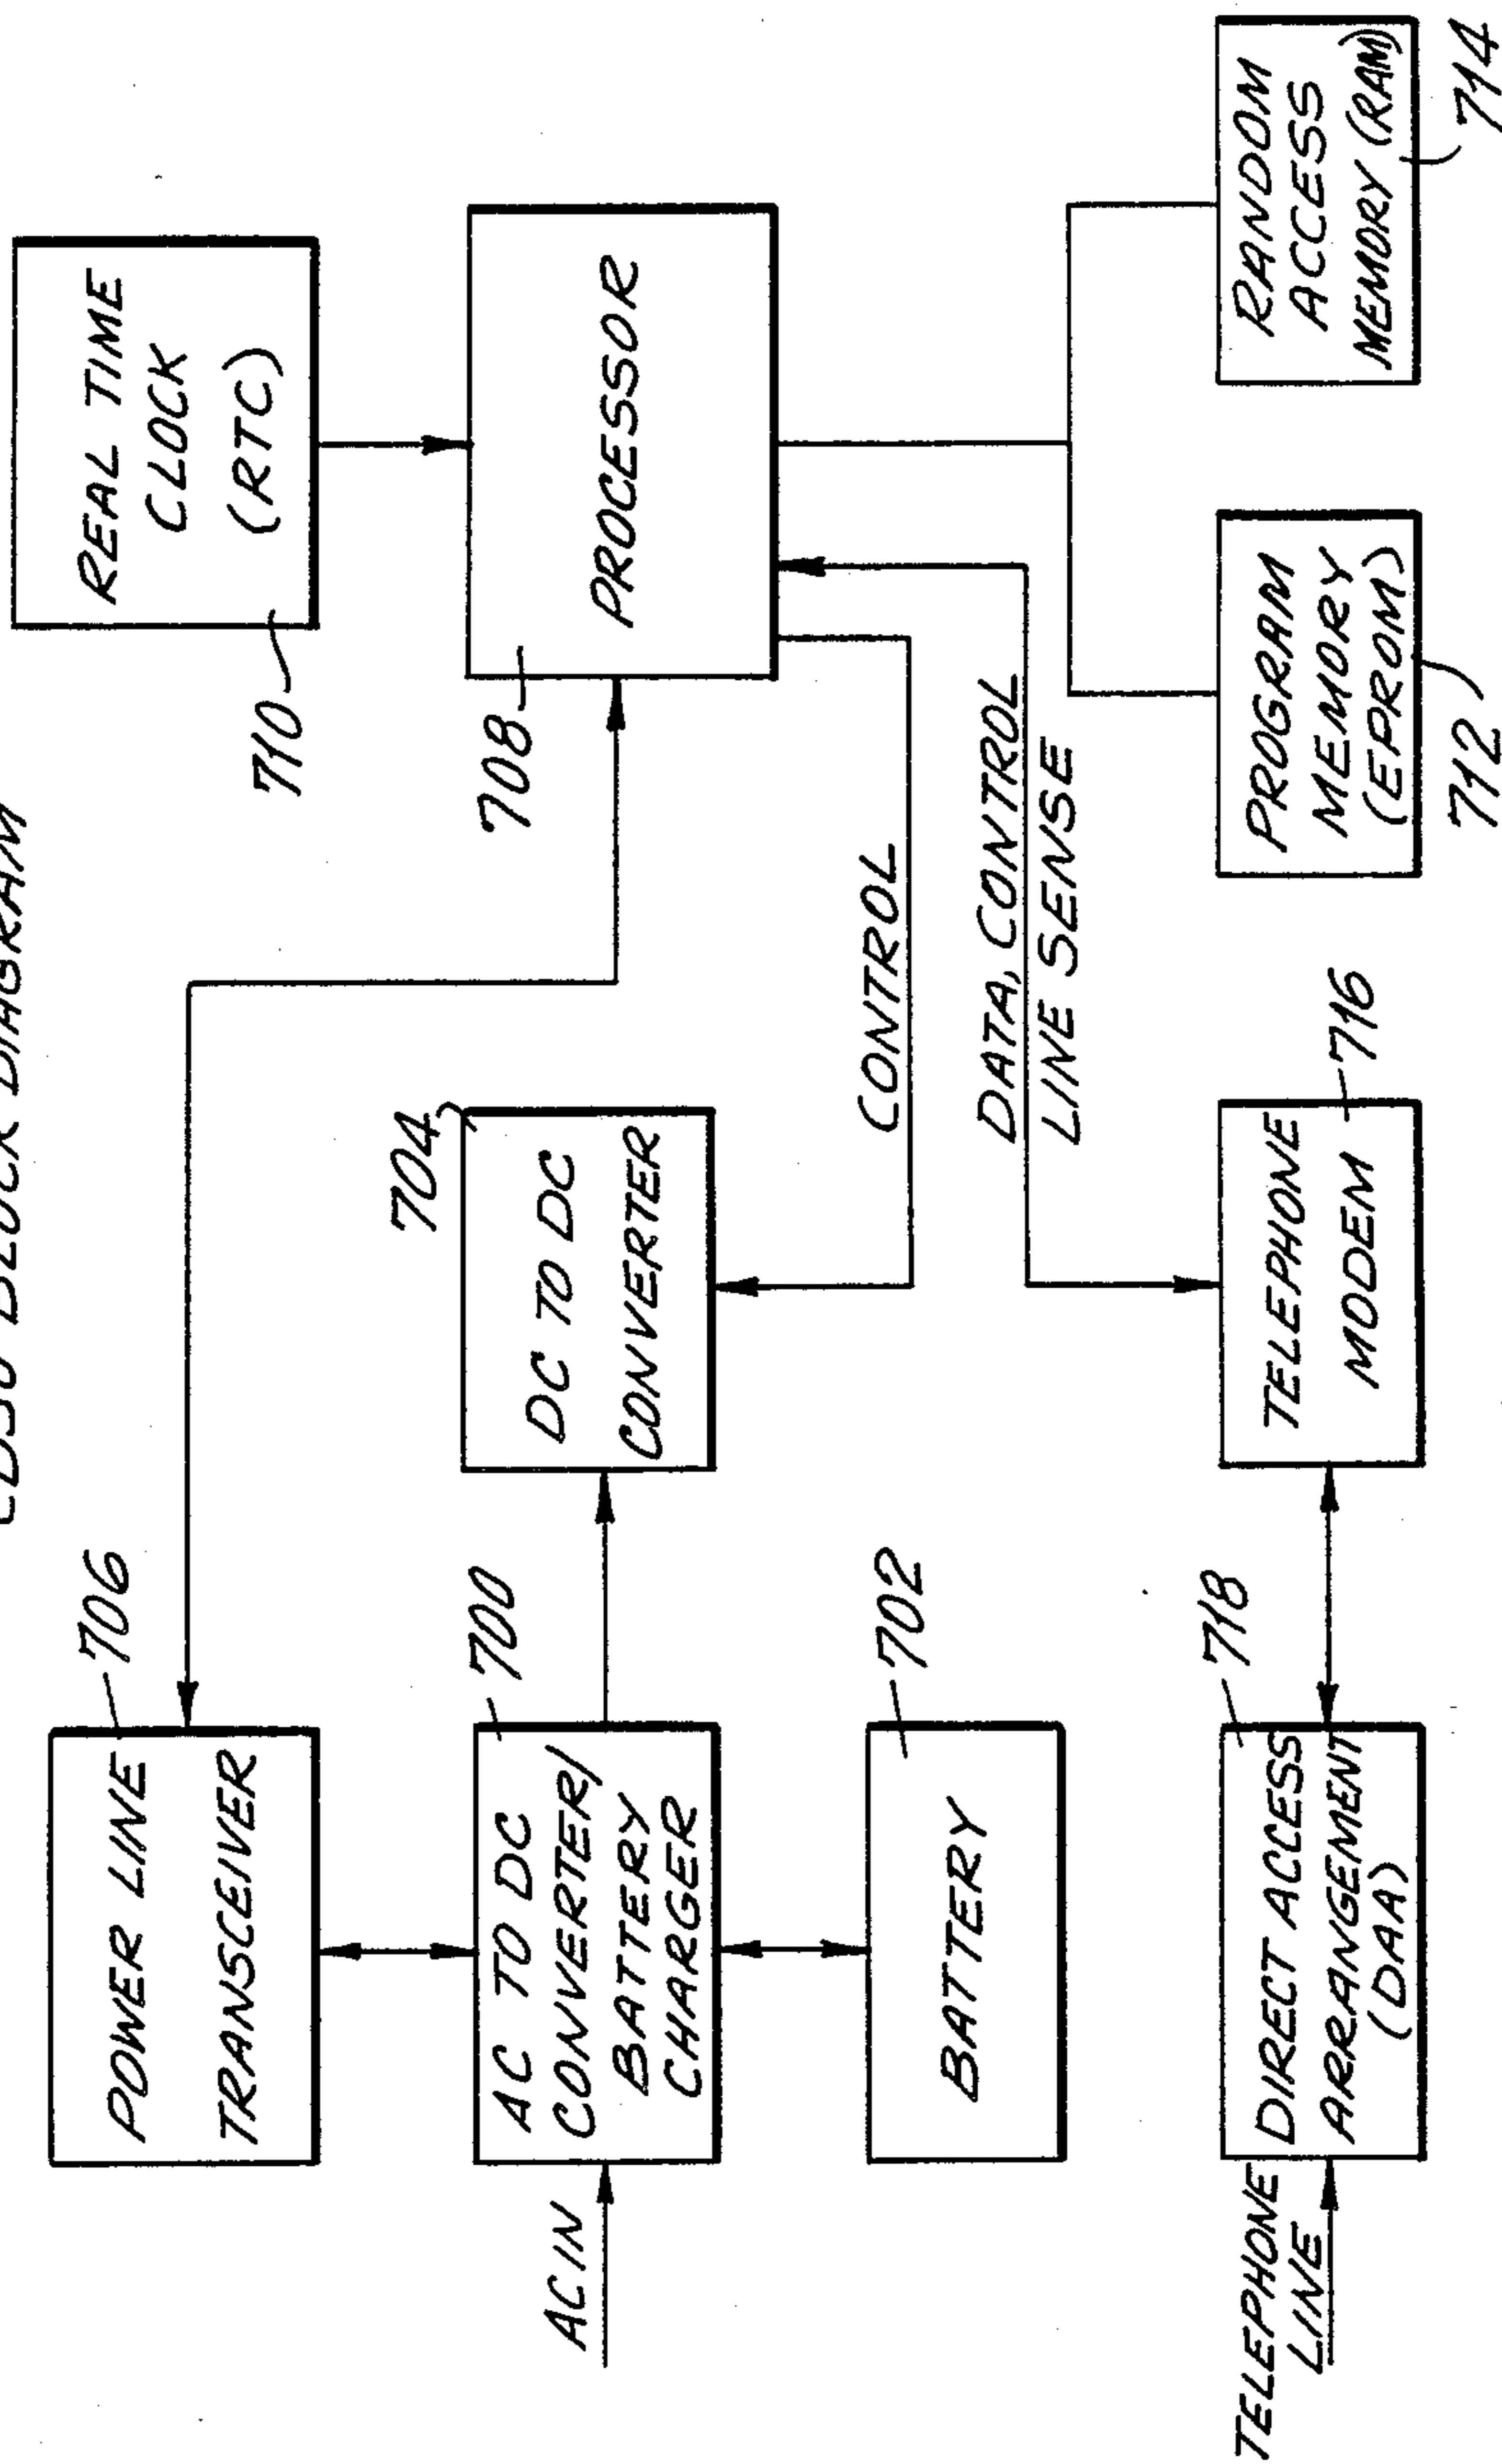 BLOCK DIAGRAM
706
POWER LINE
TRANSCEIVER
710
REAL TIME
CLOCK
(RTC)
704
700
AC IN
AC TO DC
CONVERTER/
BATTERY
CHARGER
DC TO DC
CONVERTER
708
PROCESSOR
702
BATTERY
CONTROL
DATA, CONTROL
LINE SENSE
718
TELEPHONE
LINE
DIRECT ACCESS
ARRANGEMENT
(DAA)
TELEPHONE
MODEM
716
PROGRAM
MEMORY
(EPROM)
712
RANDOM
ACCESS
MEMORY (RAM)
714